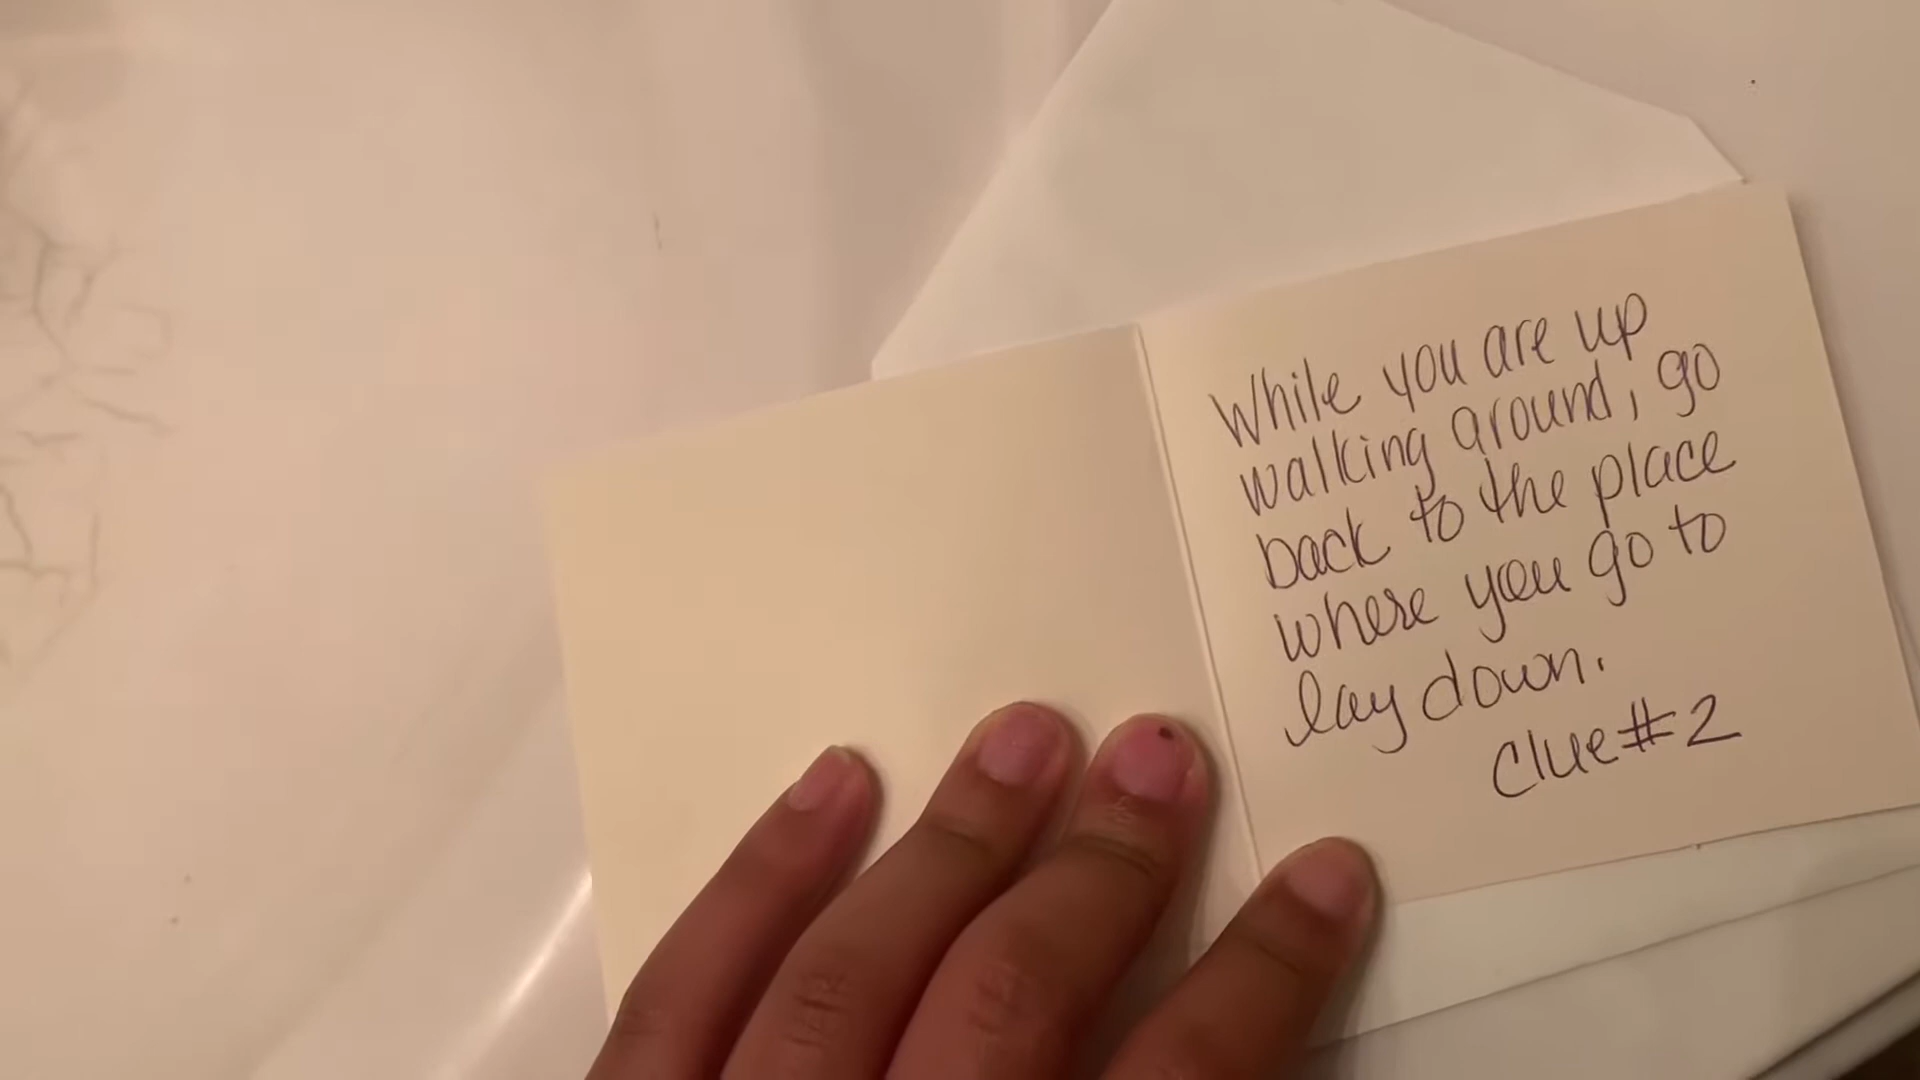 While you are up
walking around, go
back to the place
where you go to
lay down.
Clue #2